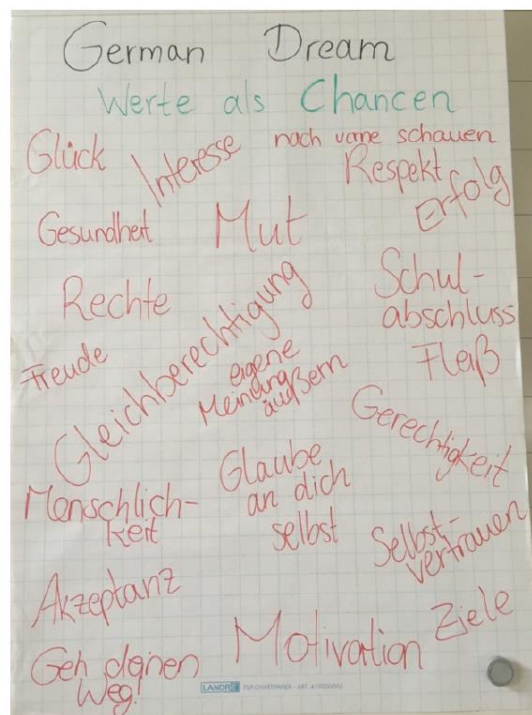 German Dream
Werte als Chancen
Glück
Interesse
nach vorne schauen
Respekt
Erfolg
Gesundheit
Mut
Rechte
Schul-
abschluss
Freude
Gleichberechtigung
eigene
Meinung
äußern
Fleiß
Gerechtigkeit
Menschlich-
keit
Glaube
an dich
selbst
Selbst-
vertrauen
Akzeptanz
Motivation
Ziele
Geh deinen
Weg!
LANDRÉ